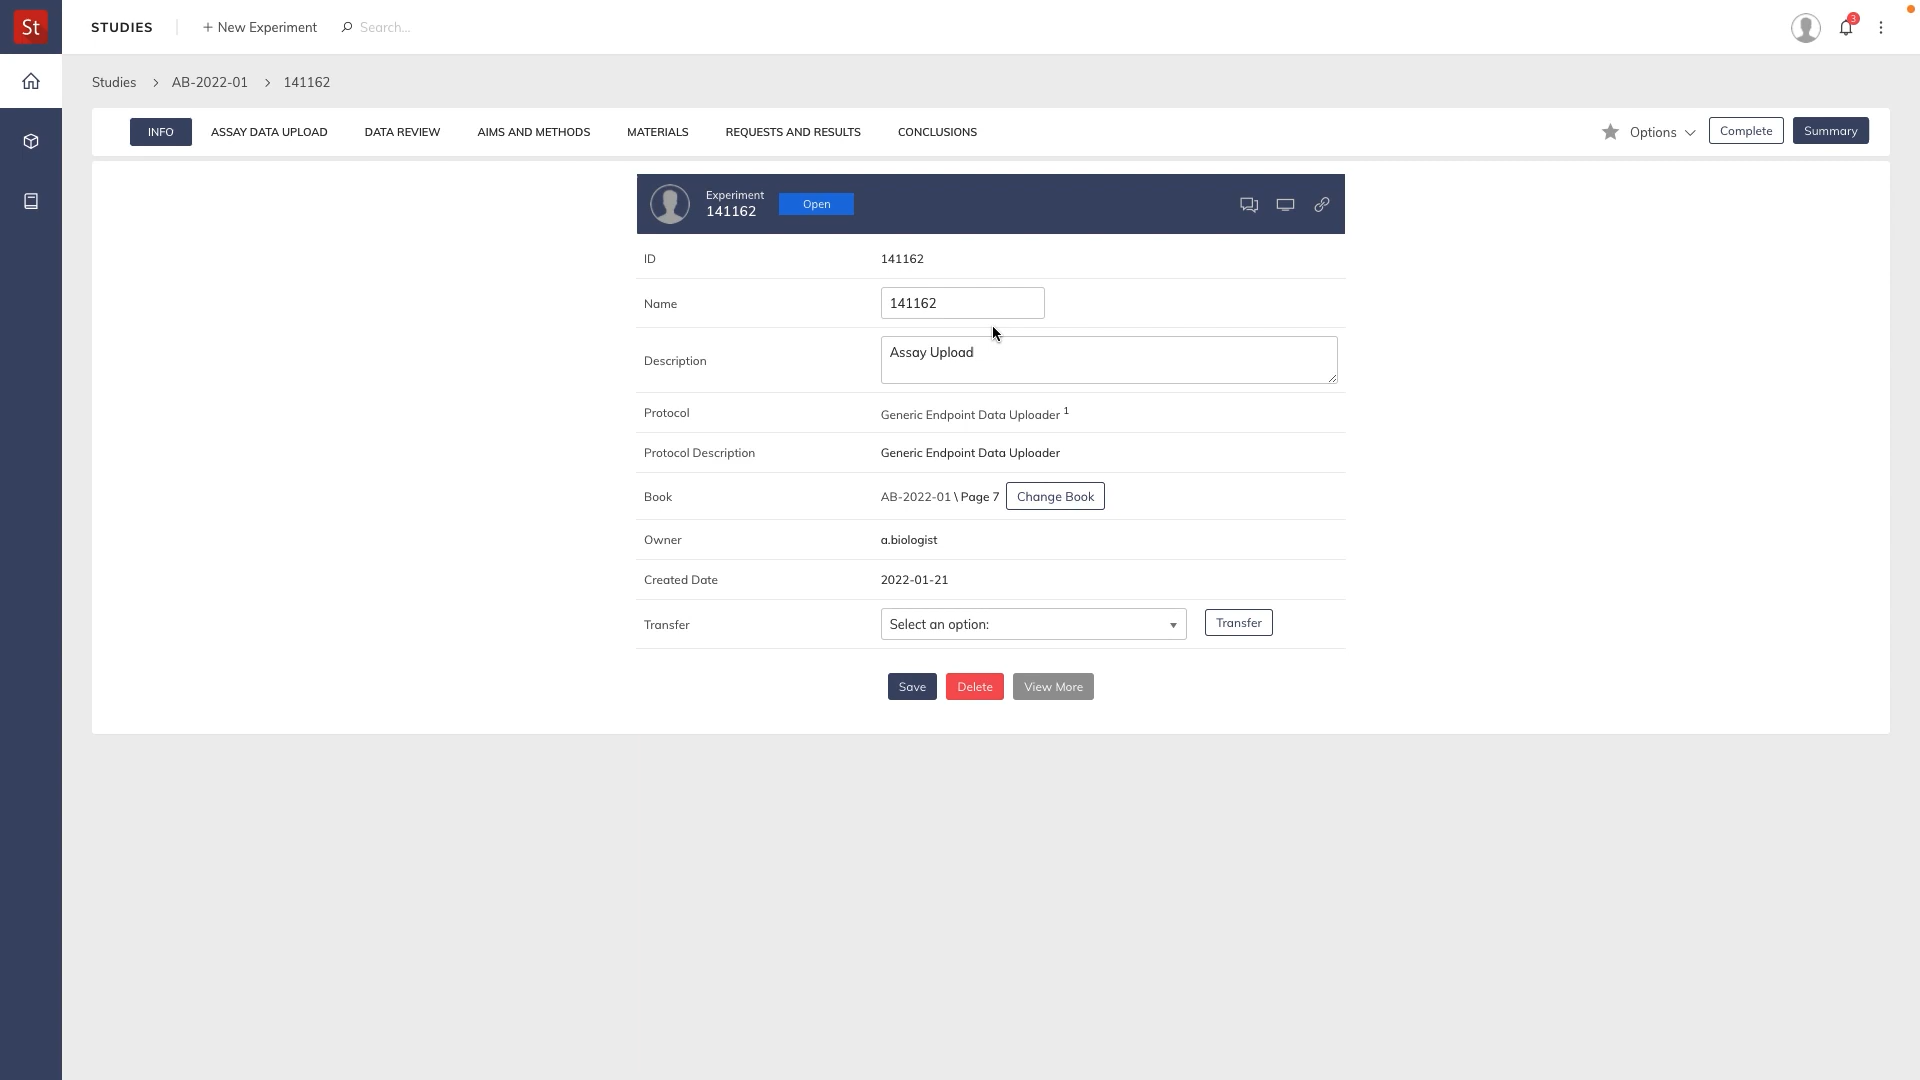 St
STUDIES
+ New Experiment
Search...
3
Studies > AB-2022-01 > 141162
INFO
ASSAY DATA UPLOAD
DATA REVIEW
AIMS AND METHODS
MATERIALS
REQUESTS AND RESULTS
CONCLUSIONS
Options
Complete
Summary
Experiment
141162
Open
ID 141162
Name 141162
Description Assay Upload
Protocol Generic Endpoint Data Uploader 1
Protocol Description Generic Endpoint Data Uploader
Book AB-2022-01 \ Page 7 Change Book
Owner a.biologist
Created Date 2022-01-21
Transfer Select an option: Transfer
Save Delete View More